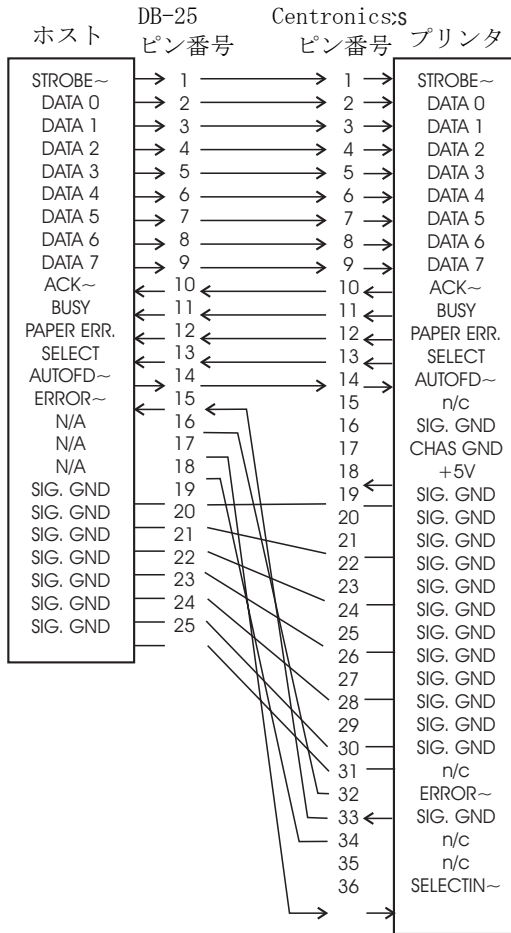 DB-25 Centronics:s
ホスト ピン番号 ピン番号 プリンタ
STROBE~ 1 1 STROBE~
DATA 0 2 2 DATA 0
DATA 1 3 3 DATA 1
DATA 2 4 4 DATA 2
DATA 3 5 5 DATA 3
DATA 4 6 6 DATA 4
DATA 5 7 7 DATA 5
DATA 6 8 8 DATA 6
DATA 7 9 9 DATA 7
ACK~ 10 10 ACK~
BUSY 11 11 BUSY
PAPER ERR. 12 12 PAPER ERR.
SELECT 13 13 SELECT
AUTOFD~ 14 14 AUTOFD~
ERROR~ 15 15 n/c
N/A 16 16 SIG. GND
N/A 17 17 CHAS GND
N/A 18 18 +5V
SIG. GND 19 19 SIG. GND
SIG. GND 20 20 SIG. GND
SIG. GND 21 21 SIG. GND
SIG. GND 22 22 SIG. GND
SIG. GND 23 23 SIG. GND
SIG. GND 24 24 SIG. GND
SIG. GND 25 25 SIG. GND
26 SIG. GND
27 SIG. GND
28 SIG. GND
29 SIG. GND
30 SIG. GND
31 n/c
32 ERROR~
33 SIG. GND
34 n/c
35 n/c
36 SELECTIN~